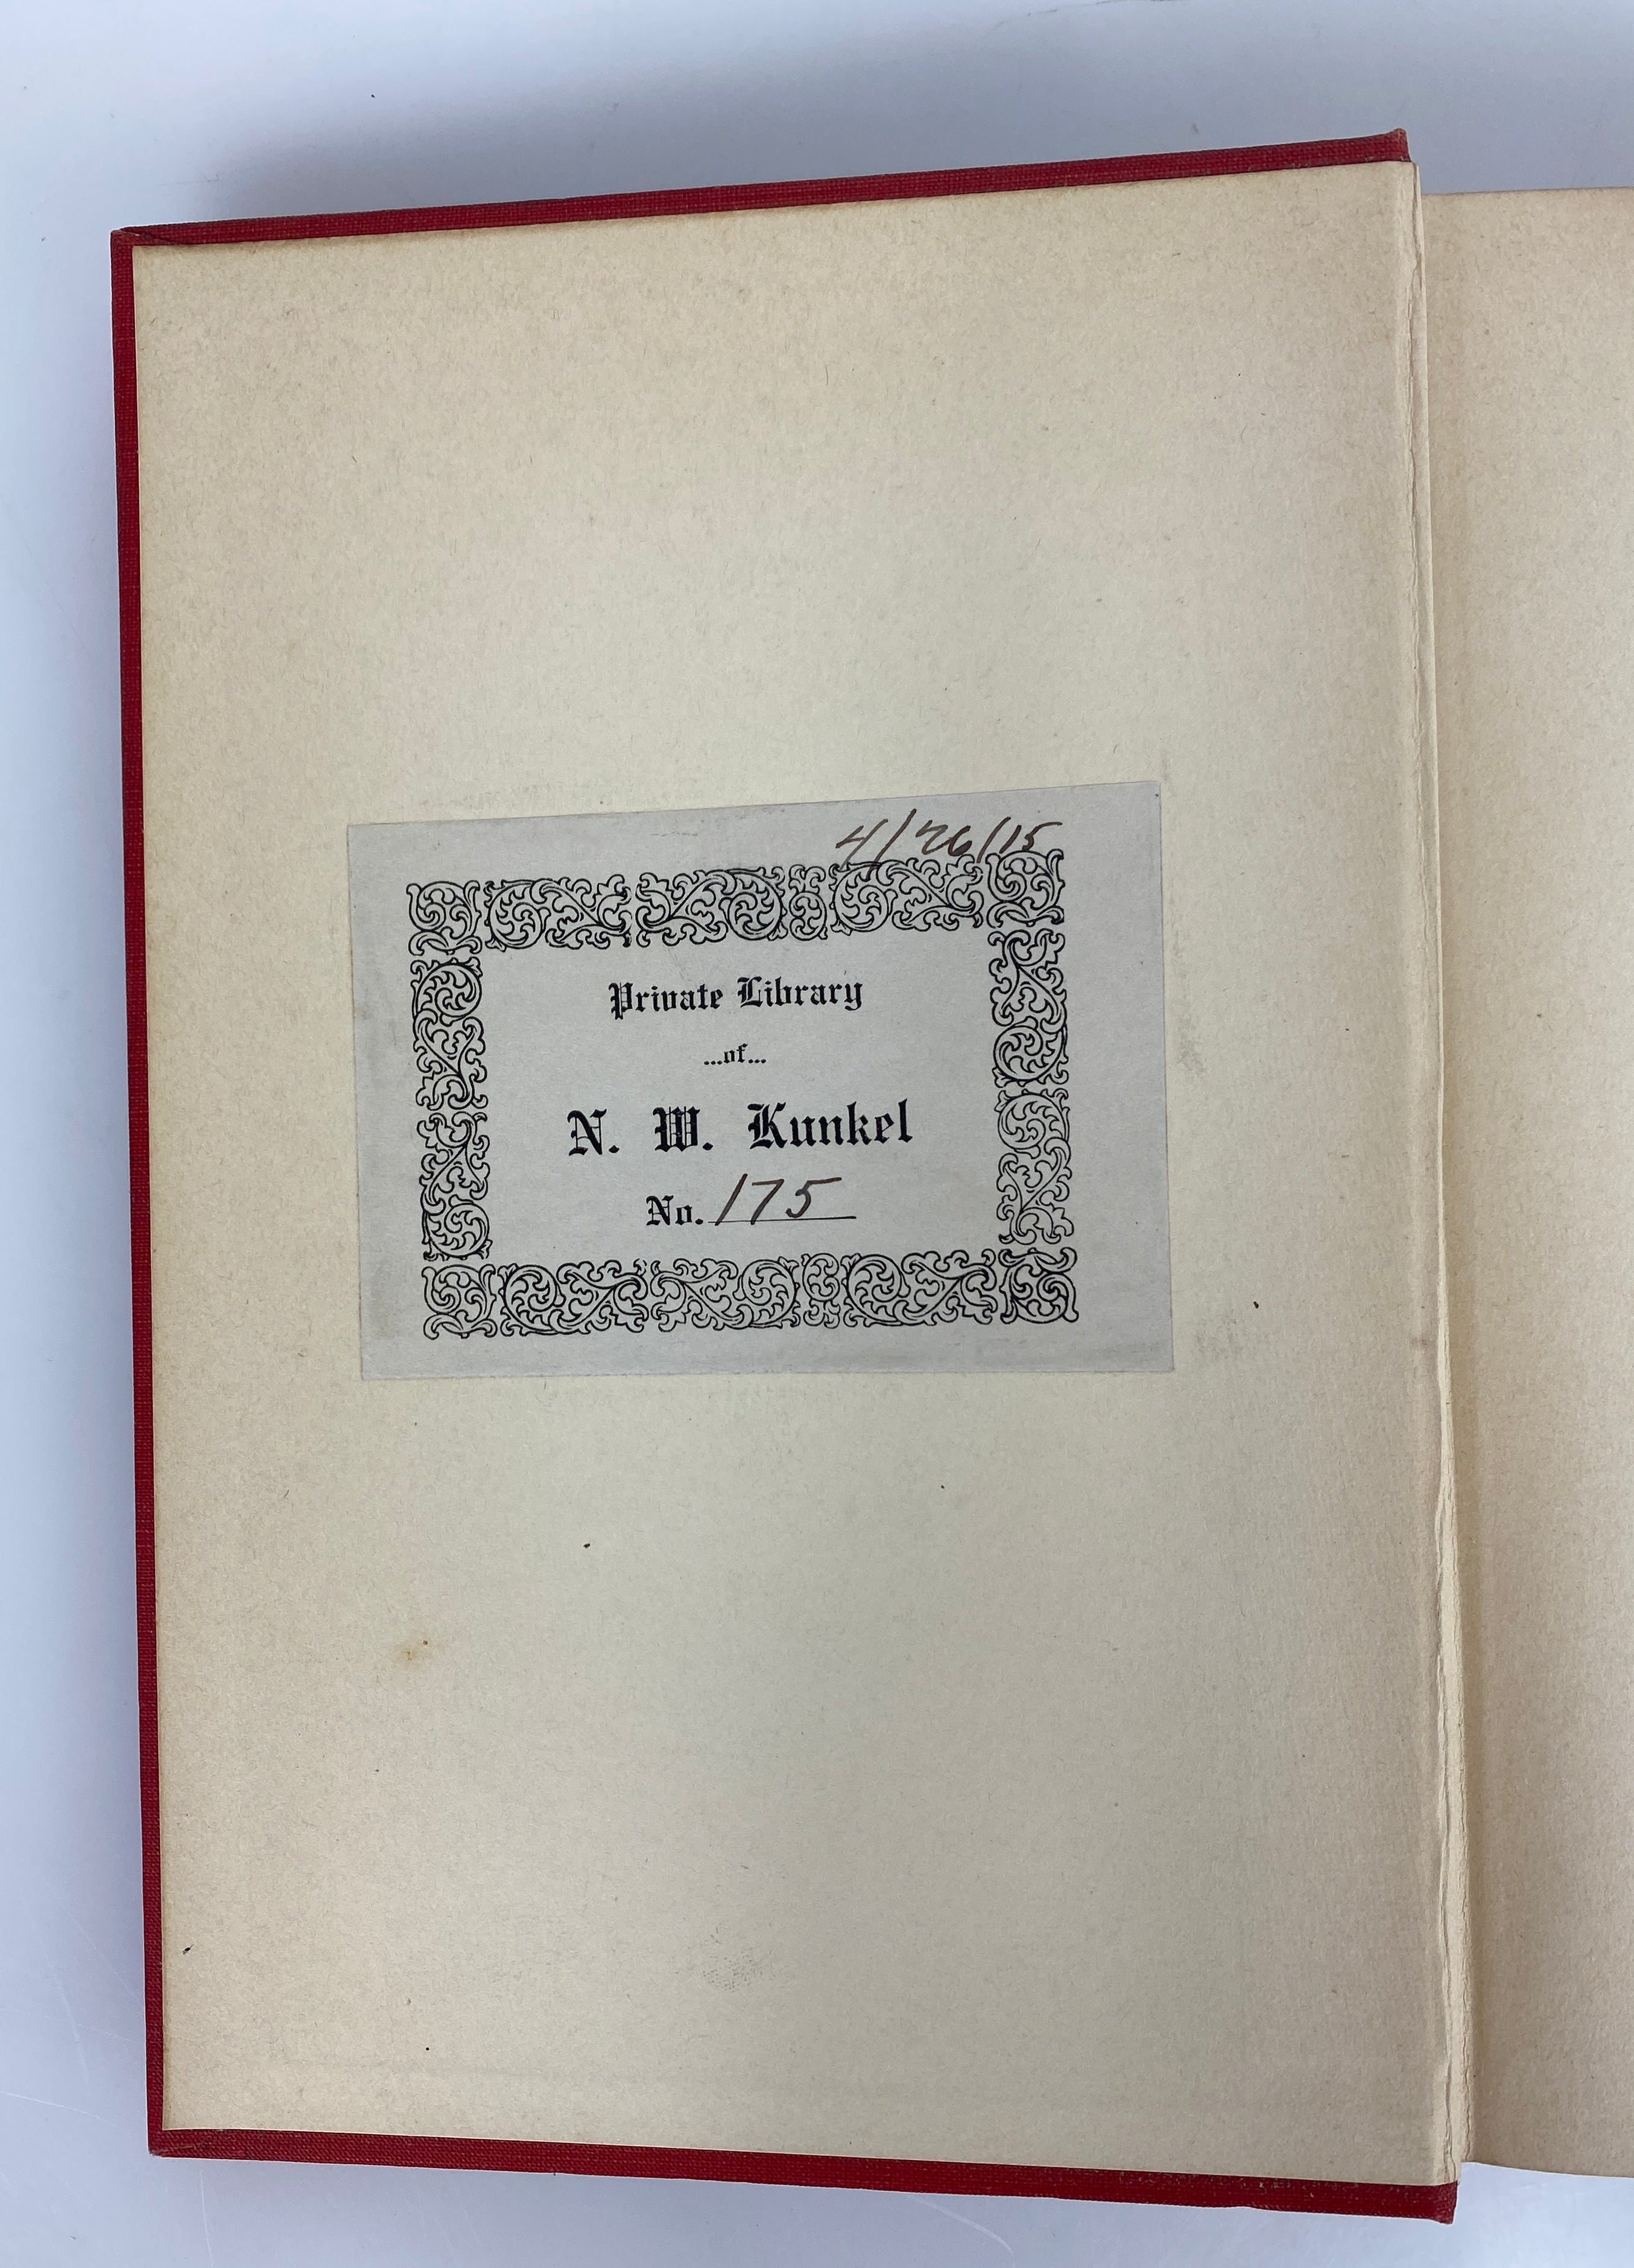 4/26/15
Private Library
...of...
N. W. Kunkel
No. 175